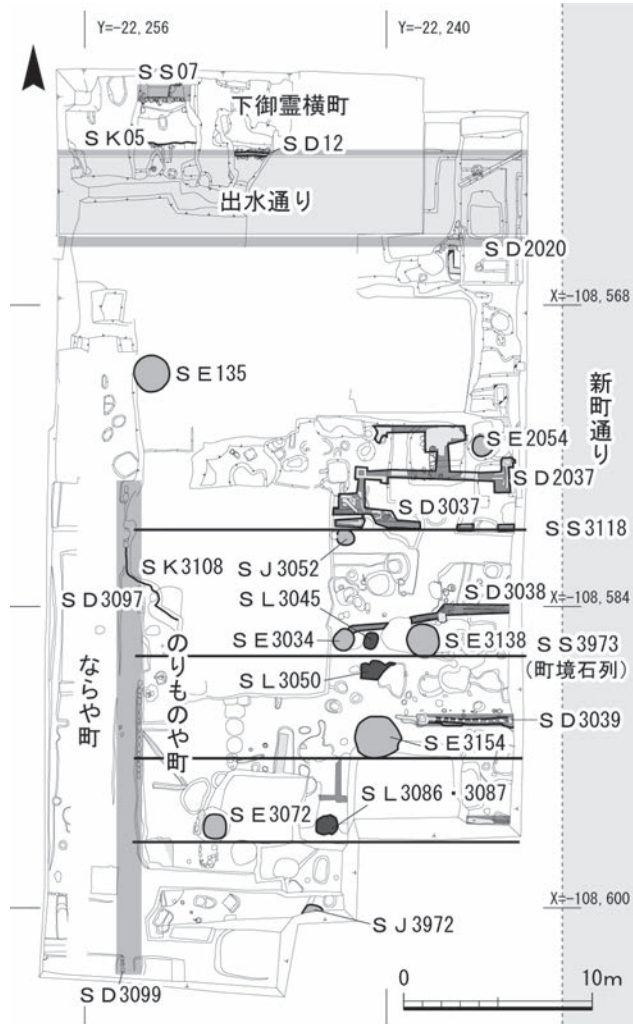 Y=-22,256
Y=-22,240
SS07
下御霊横町
SK05
SD12
出水通り
SD2020
X=-108,568
SE135
新町通り
SE2054
SD2037
SD3037
SS3118
SK3108
SJ3052
SD3038
X=-108,584
SL3045
SD3097
SE3034
SE3138
SS3973
(町境石列)
のりものや町
ならや町
SL3050
SD3039
SE3154
SL3086・3087
SE3072
X=-108,600
SJ3972
SD3099
0
10m